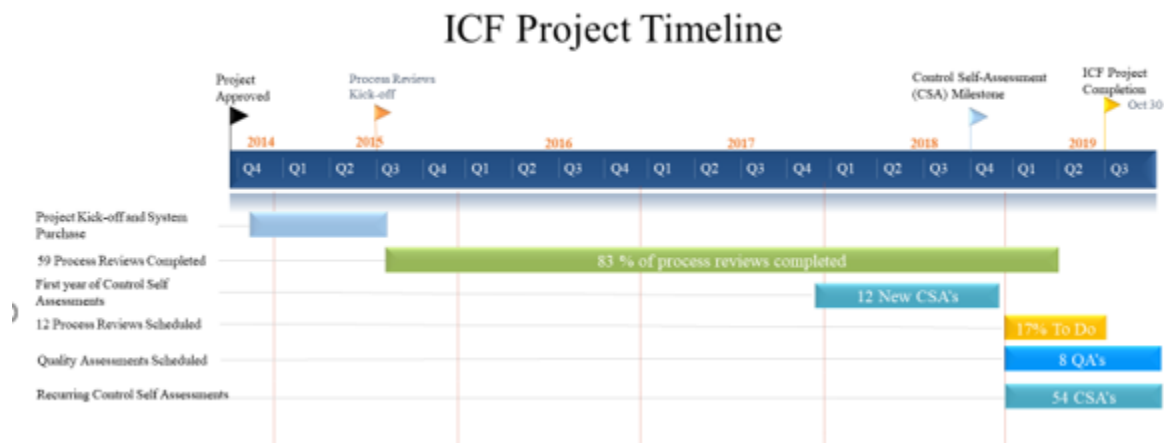 ICF Project Timeline
Project
Approved
Process Reviews
Kick-off
Control Self-Assessment
(CSA) Milestone
ICF Project
Completion
Oct 30
2014 2015 2016 2017 2018 2019
Q4 Q1 Q2 Q3 Q4 Q1 Q2 Q3 Q4 Q1 Q2 Q3 Q4 Q1 Q2 Q3 Q4 Q1 Q2 Q3
Project Kick-off and System
Purchase
59 Process Reviews Completed
83 % of process reviews completed
First year of Control Self
Assessments
12 New CSA's
12 Process Reviews Scheduled
17% To Do
Quality Assessments Scheduled
8 QA's
Recurring Control Self Assessments
54 CSA's